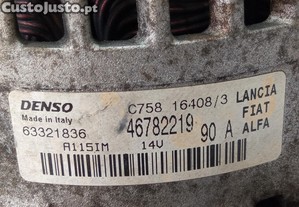 CustoJusto.pt
DENSO C758 16408/3 LANCIA
Made in Italy 46782219 FIAT
63321836 90 A ALFA
A115IM 14V